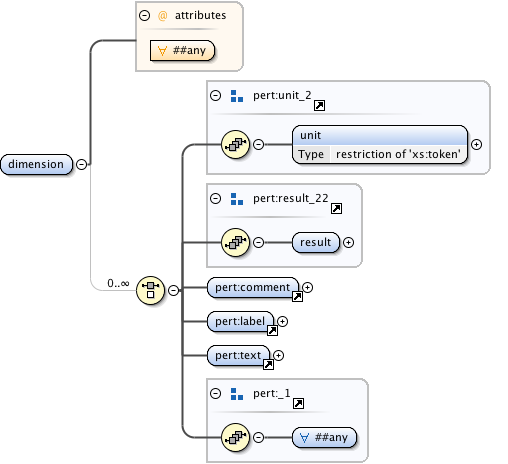 @ attributes
∀ ##any
pert:unit_2
unit
Type restriction of 'xs:token'
dimension
pert:result_22
result
0..∞
pert:comment
pert:label
pert:text
pert:_1
∀ ##any